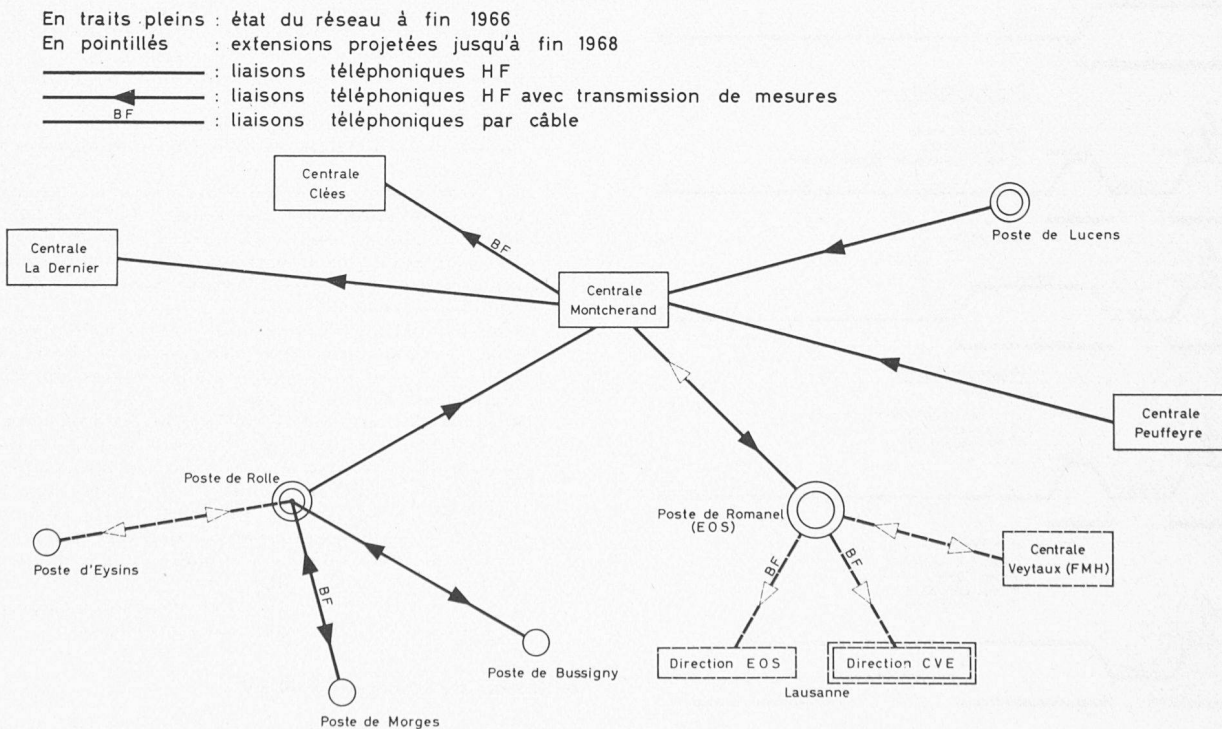 En traits pleins : état du réseau à fin 1966
En pointillés : extensions projetées jusqu'à fin 1968
: liaisons téléphoniques HF
: liaisons téléphoniques HF avec transmission de mesures
BF
: liaisons téléphoniques par câble
Centrale
Clées
Poste de Lucens
BF
Centrale
La Dernier
Centrale
Montcherand
Centrale
Peuffeyre
Poste de Rolle
Poste de Romanel
(EOS)
Centrale
Veytaux (FMH)
Poste d'Eysins
BF
BF
BF
Poste de Bussigny
Direction EOS
Direction CVE
Lausanne
Poste de Morges